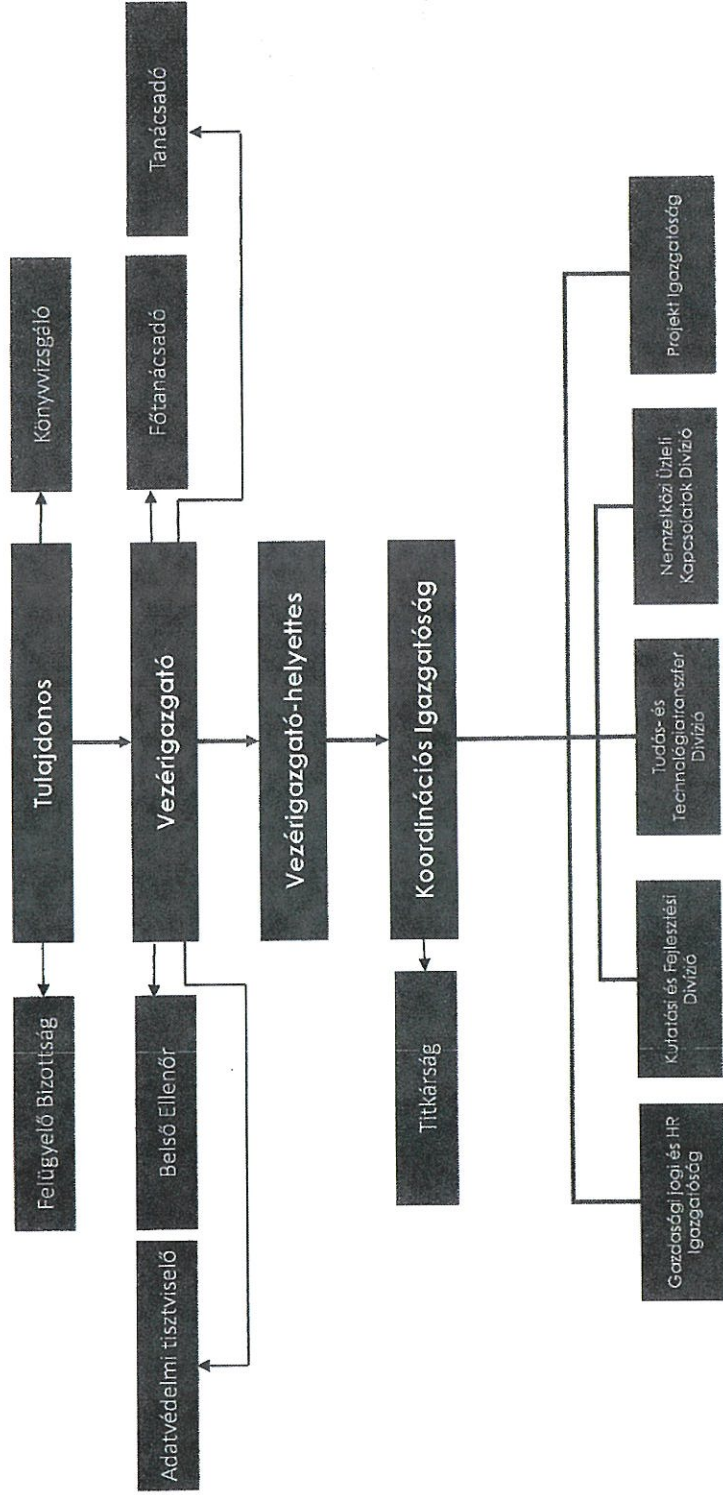 Tulajdonos
Felügyelő Bizottság
Könyvvizsgáló
Vezérigazgató
Adatvédelmi tisztviselő
Belső Ellenőr
Főtanácsadó
Tanácsadó
Vezérigazgató-helyettes
Koordinációs Igazgatóság
Titkárság
Gazdasági jogi és HR
Igazgatóság
Kutatási és Fejlesztési
Divízió
Tudás- és
Technológiatranszfer
Divízió
Nemzetközi Üzleti
Kapcsolatok Divízió
Projekt Igazgatóság